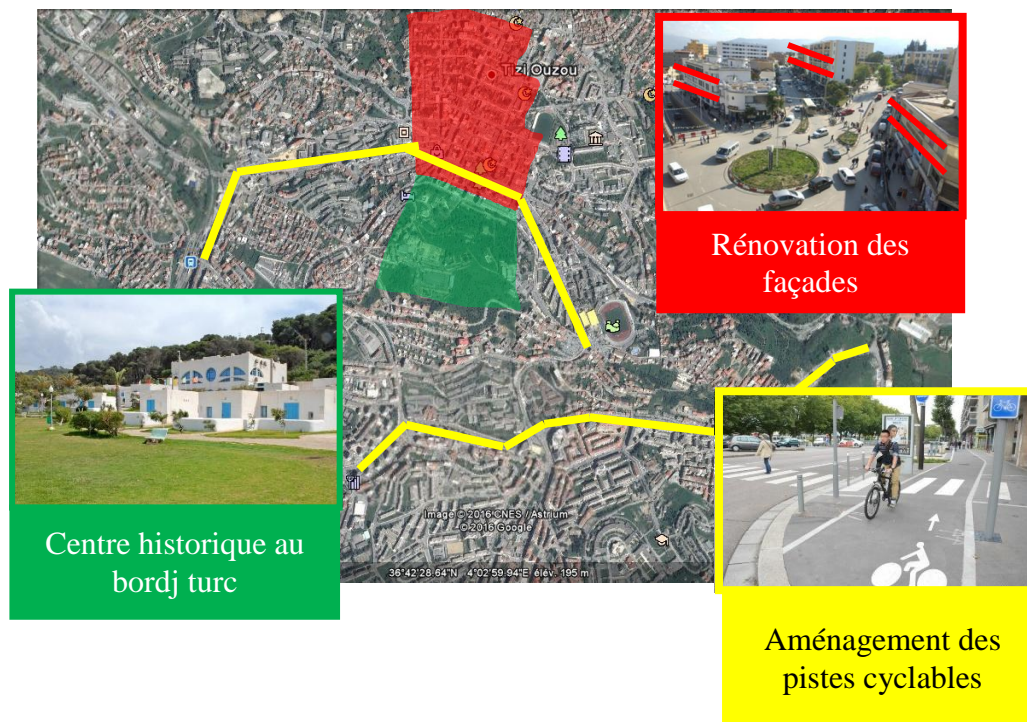 Tizi Ouzou
Rénovation des
façades
Centre historique au
bordj turc
Image © 2016 CNES / Astrium
© 2016 Google
36°42'28.64"N 4°02'59.94"E élév. 195 m
Aménagement des
pistes cyclables